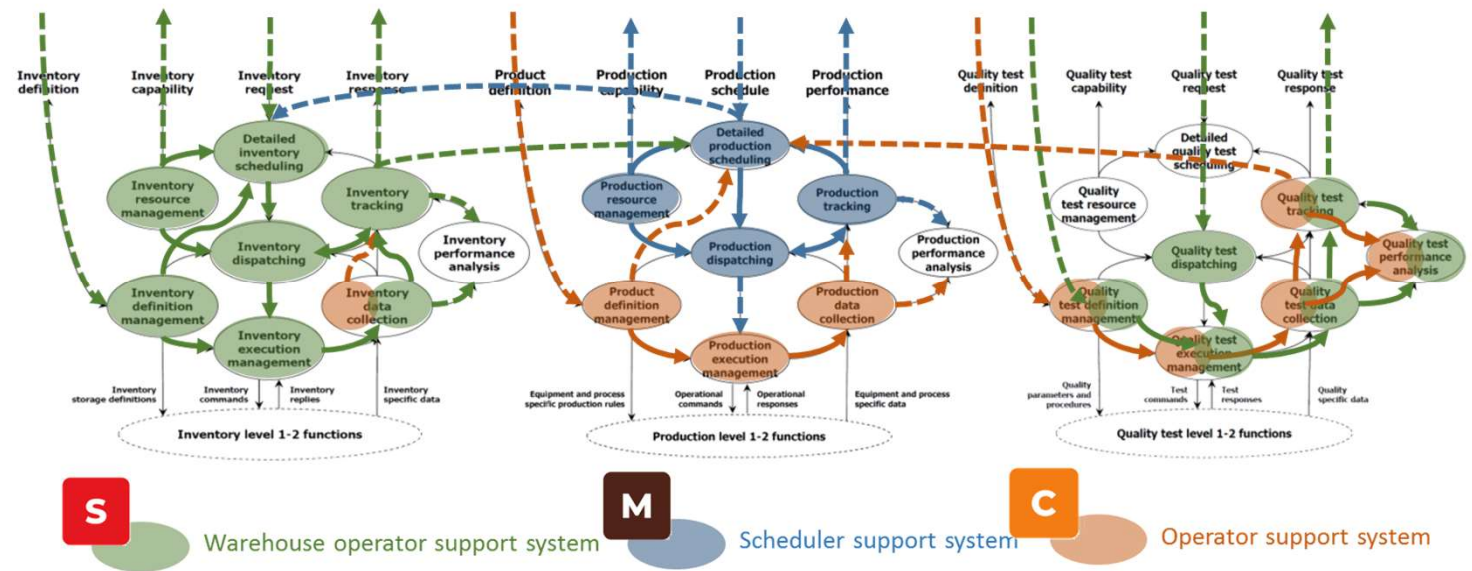 Inventory
definition
Inventory
capability
Inventory
request
Inventory
response
Product
definition
Production
capability
Production
schedule
Production
performance
Quality test
definition
Quality test
capability
Quality test
request
Quality test
response
Detailed
inventory
scheduling
Inventory
resource
management
Inventory
tracking
Inventory
dispatching
Inventory
performance
analysis
Inventory
definition
management
Inventory
data
collection
Inventory
execution
management
Inventory
storage definitions
Inventory
commands
Inventory
replies
Inventory
specific data
Inventory level 1-2 functions
Detailed
production
scheduling
Production
resource
management
Production
tracking
Production
dispatching
Production
performance
analysis
Product
definition
management
Production
data
collection
Production
execution
management
Equipment and process
specific production rules
Operational
commands
Operational
responses
Equipment and process
specific data
Production level 1-2 functions
Detailed
quality test
scheduling
Quality
test resource
management
Quality test
tracking
Quality test
dispatching
Quality test
performance
analysis
Quality
test definition
management
Quality
test data
collection
Quality test
execution
management
Quality
parameters and
procedures
Test
commands
Test
responses
Quality
specific data
Quality test level 1-2 functions
S
Warehouse operator support system
M
Scheduler support system
C
Operator support system